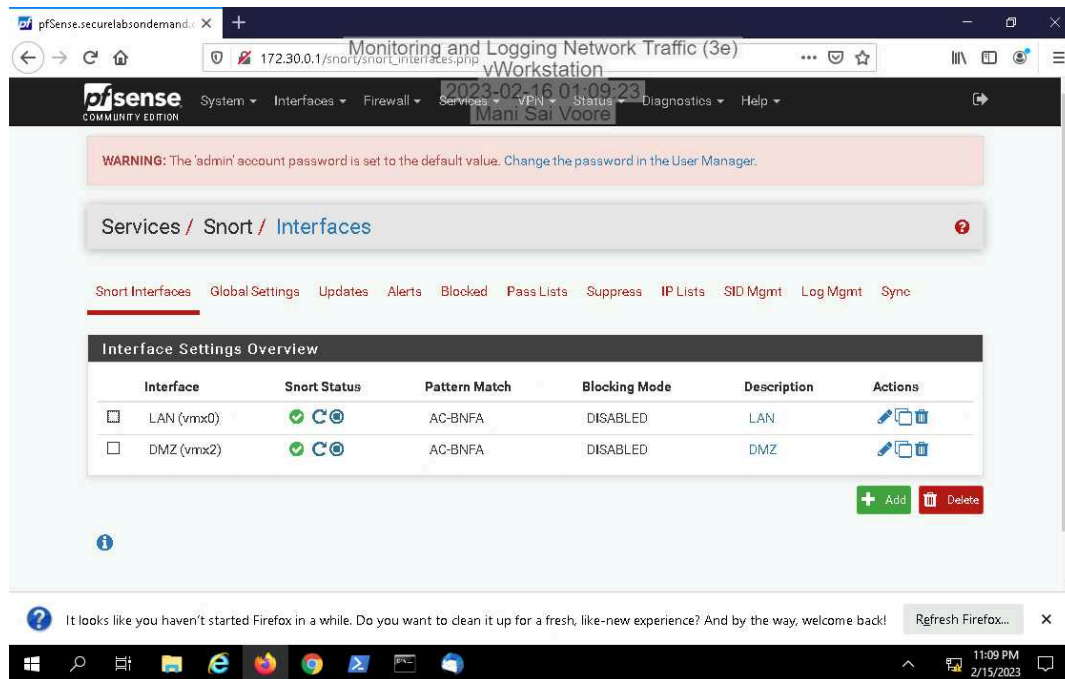 pfSense.securelabsondemand.c
172.30.0.1/snort/snort_interfaces.php
Monitoring and Logging Network Traffic (3e)
vWorkstation
2023-02-16 01:09:23
Mani Sai Voore
pfsense
COMMUNITY EDITION
System Interfaces Firewall Services VPN Status Diagnostics Help
WARNING: The 'admin' account password is set to the default value. Change the password in the User Manager.
Services / Snort / Interfaces
Snort Interfaces Global Settings Updates Alerts Blocked Pass Lists Suppress IP Lists SID Mgmt Log Mgmt Sync
Interface Settings Overview
Interface Snort Status Pattern Match Blocking Mode Description Actions
LAN (vmx0) AC-BNFA DISABLED LAN
DMZ (vmx2) AC-BNFA DISABLED DMZ
Add Delete
It looks like you haven't started Firefox in a while. Do you want to clean it up for a fresh, like-new experience? And by the way, welcome back! Refresh Firefox...
11:09 PM
2/15/2023